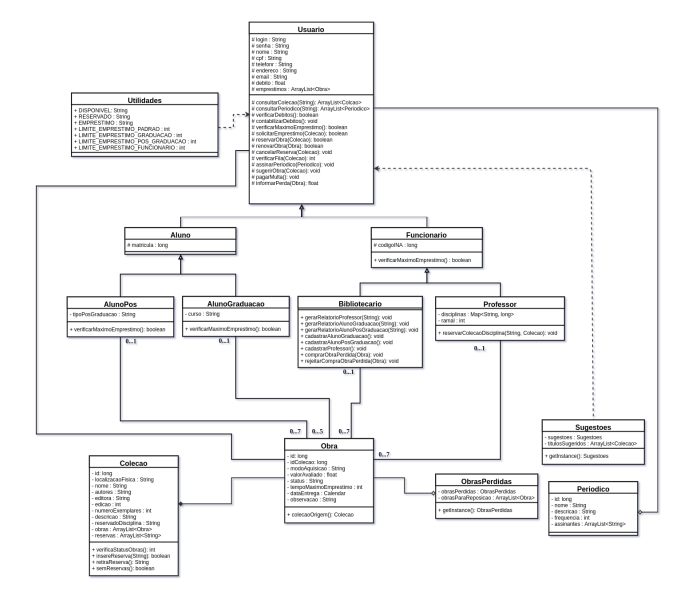 Usuario
# login : String
# senha : String
# nome : String
# cpf : String
# telefonr : String
# endereco : String
# email : String
# debito : float
# emprestimos : ArrayList<Obra>
# consultarColecao(String): ArrayList<Colcao>
# consultarPeriodico(String): ArrayList<Periodico>
# verificarDebitos(): boolean
# contabilizarDebitos(): void
# verificarMaximoEmprestimo(): boolean
# solicitarEmprestimo(Colecao): boolean
# reservarObra(Colecao): boolean
# renovarObra(Obra): boolean
# cancelarReserva(Colecao): void
# verificarFila(Colecao): int
# assinarPeriodico(Periodico): void
# sugerirObra(Colecao): void
# pagarMulta(): void
# informarPerda(Obra): float
Utilidades
+ DISPONIVEL: String
+ RESERVADO: String
+ EMPRESTIMO : String
+ LIMITE_EMPRESTIMO_PADRAO : int
+ LIMITE_EMPRESTIMO_GRADUACAO : int
+ LIMITE_EMPRESTIMO_POS_GRADUACAO : int
+ LIMITE_EMPRESTIMO_FUNCIONARIO : int
Aluno
# matricula : long
Funcionario
# codigoINA : long
+ verificarMaximoEmprestimo() : boolean
AlunoPos
- tipoPosGraduacao : String
+ verificarMaximoEmprestimo(): boolean
0...1
AlunoGraduacao
- curso : String
+ verificarMaximoEmprestimo(): boolean
0...1
Bibliotecario
+ gerarRelatorioProfessor(String): void
+ gerarRelatorioAlunoGraduacao(String): void
+ gerarRelatorioAlunoPosGraduacao(String): void
+ cadastrarAlunoGraduacao(): void
+ cadastrarAlunoPosGraduacao(): void
+ cadastrarProfessor(): void
+ comprarObraPerdida(Obra): void
+ rejeitarCompraObraPerdida(Obra): void
0...1
Professor
- disciplinas : Map<String, long>
- ramal : int
+ reservarColecaoDisciplina(String, Colecao): void
0...1
0...7
0...5
0...7
0...7
Obra
- id: long
- idColecao: long
- modoAquisicao : String
- valorAvaliado : float
- status : String
- tempoMaximoEmprestimo : int
- dataEntrega : Calendar
- observacao : String
+ colecaoOrigem(): Colecao
Sugestoes
- sugestoes : Sugestoes
- titulosSugeridos : ArrayList<Colecao>
+ getInstance(): Sugestoes
Colecao
- id: long
- localizacaoFisica : String
- nome : String
- autores : String
- editora : String
- edicao : int
- numeroExemplares : int
- descricao : String
- reservadoDisciplina : String
- obras : ArrayList<Obra>
- reservas : ArrayList<String>
+ verificaStatusObras(): int
+ insereReserva(String): boolean
+ retiraReserva(): String
+ semReservas(): boolean
ObrasPerdidas
- obrasPerdidas : ObrasPerdidas
- obrasParaReposicao : ArrayList<Obra>
+ getInstance(): ObrasPerdidas
Periodico
- id: long
- nome : String
- descricao : String
- frequencia : int
- assinantes : ArrayList<String>